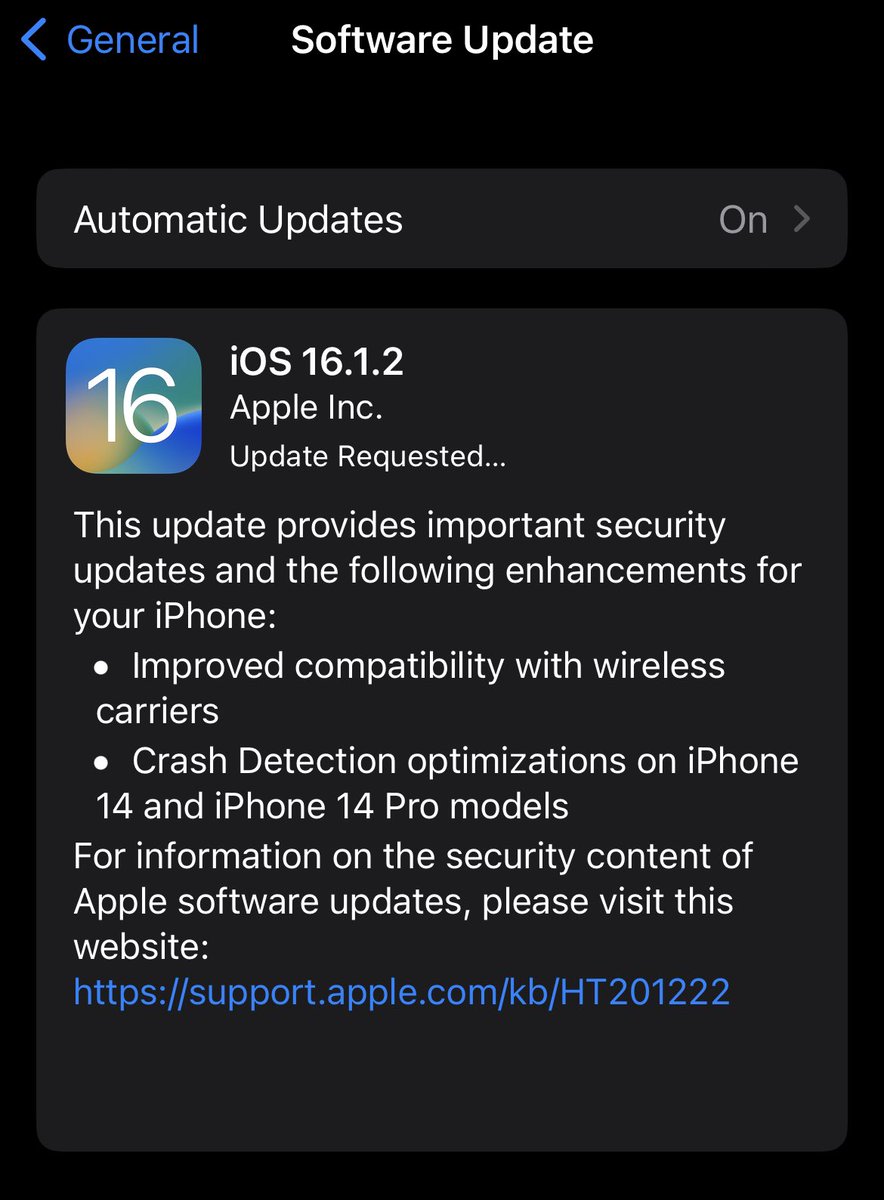 General
Software Update
Automatic Updates On
16
iOS 16.1.2
Apple Inc.
Update Requested...
This update provides important security
updates and the following enhancements for
your iPhone:
• Improved compatibility with wireless
carriers
• Crash Detection optimizations on iPhone
14 and iPhone 14 Pro models
For information on the security content of
Apple software updates, please visit this
website:
https://support.apple.com/kb/HT201222